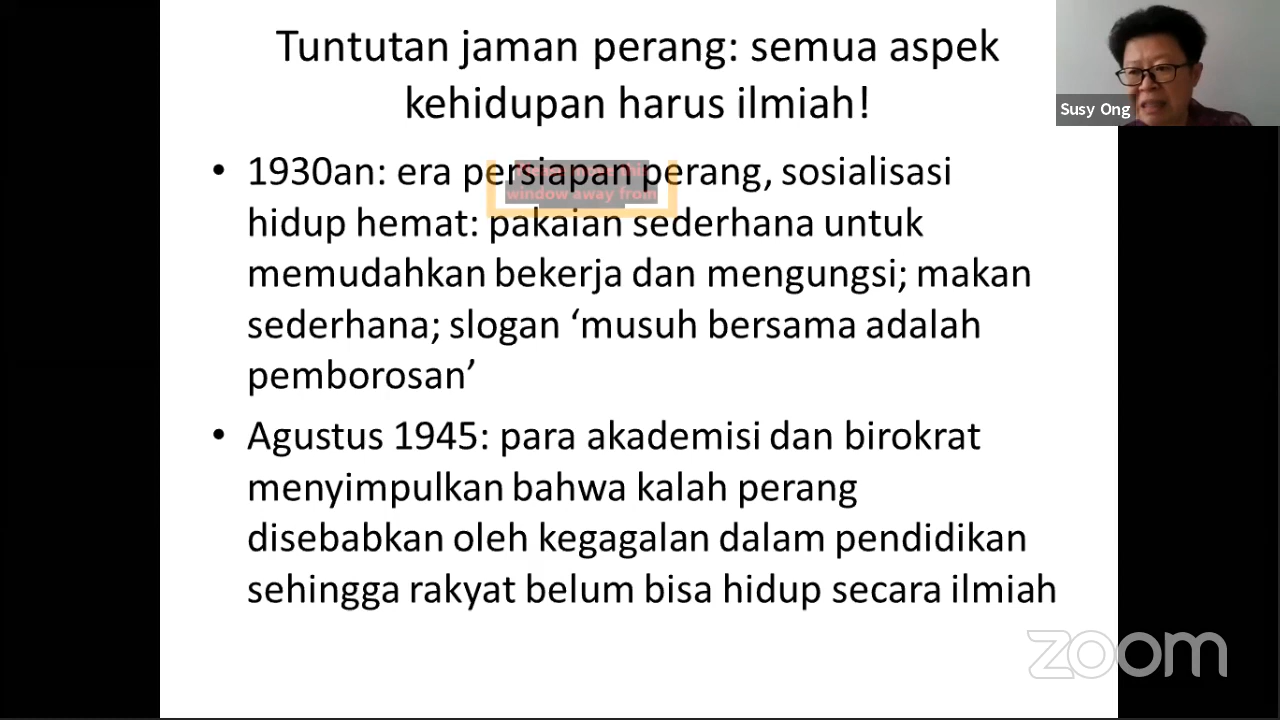 Tuntutan jaman perang: semua aspek
kehidupan harus ilmiah!
Susy Ong
• 1930an: era persiapan perang, sosialisasi
window away from
hidup hemat: pakaian sederhana untuk
memudahkan bekerja dan mengungsi; makan
sederhana; slogan ‘musuh bersama adalah
pemborosan’
• Agustus 1945: para akademisi dan birokrat
menyimpulkan bahwa kalah perang
disebabkan oleh kegagalan dalam pendidikan
sehingga rakyat belum bisa hidup secara ilmiah
zoom